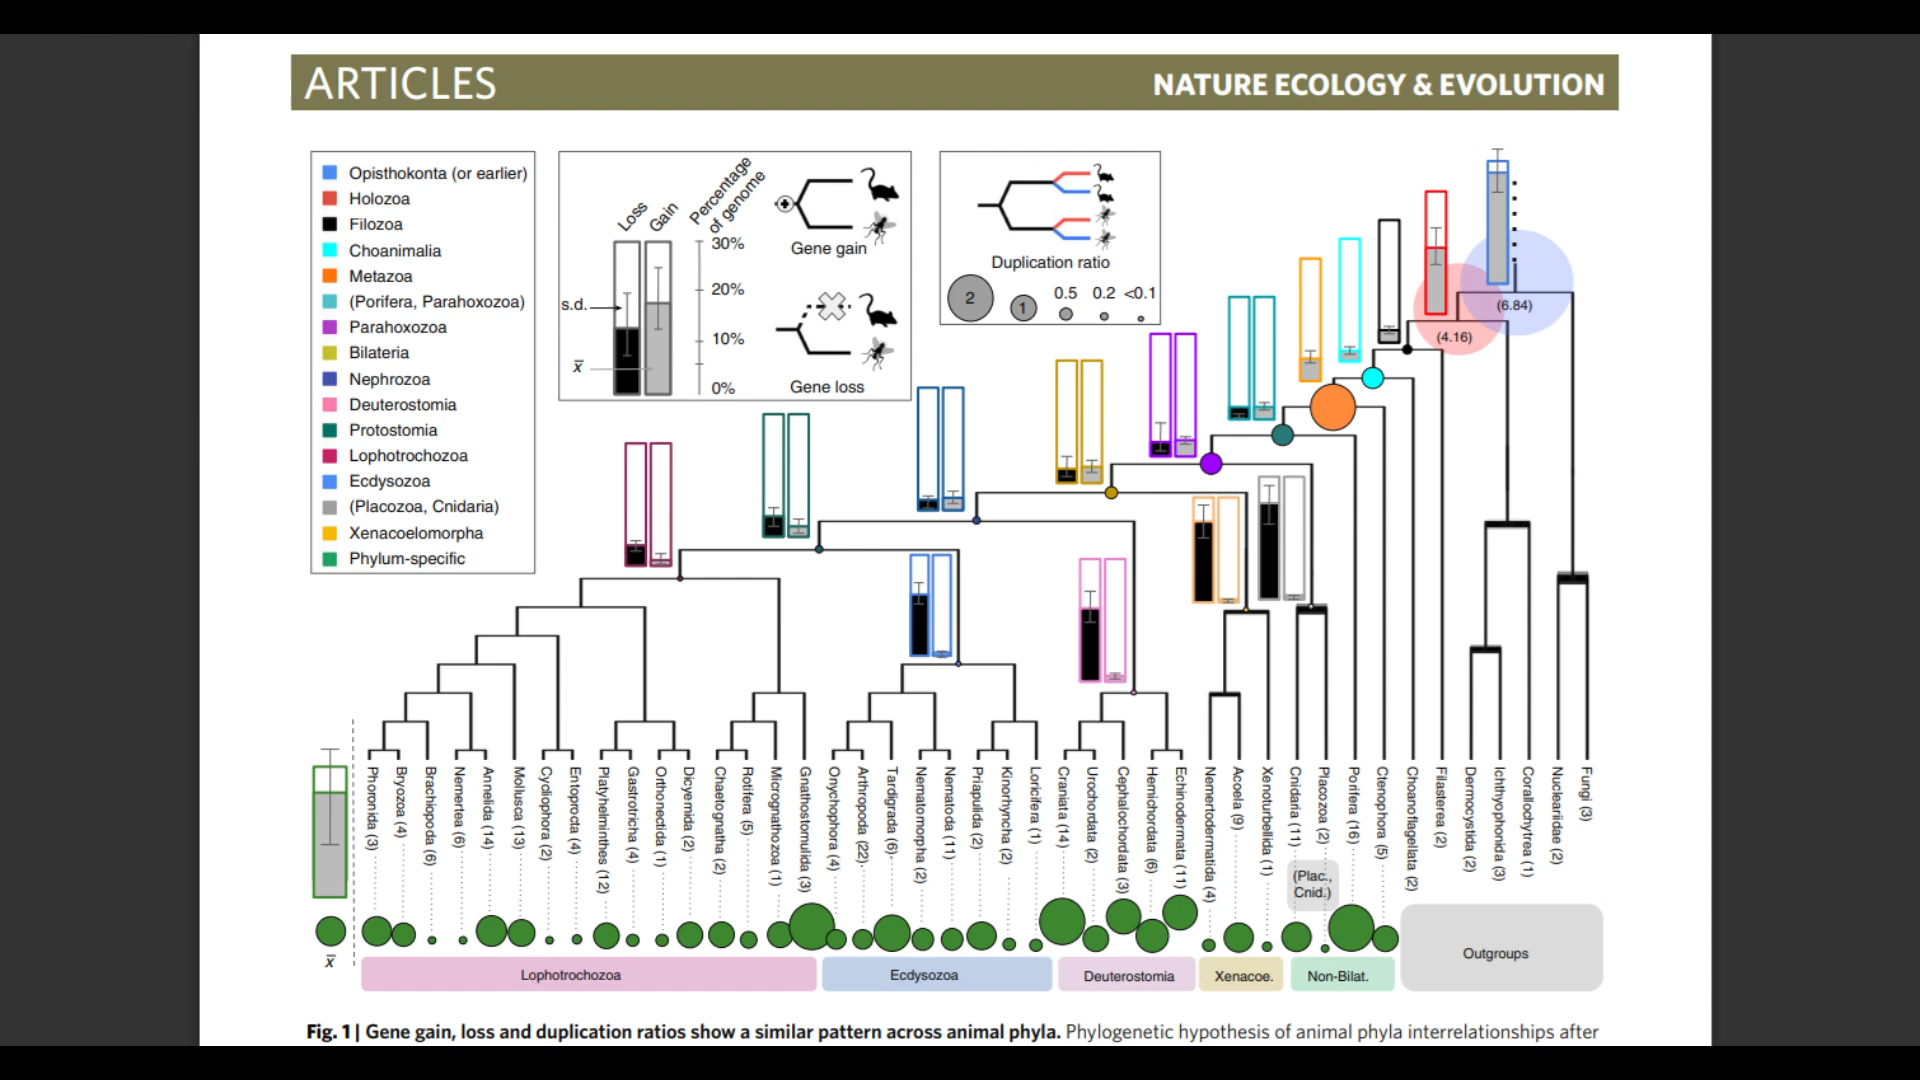 ARTICLES
NATURE ECOLOGY & EVOLUTION
Opisthokonta (or earlier)
Holozoa
Filozoa
Choanimalia
Metazoa
(Porifera, Parahoxozoa)
Parahoxozoa
Bilateria
Nephrozoa
Deuterostomia
Protostomia
Lophotrochozoa
Ecdysozoa
(Placozoa, Cnidaria)
Xenacoelomorpha
Phylum-specific
Loss
Gain
Percentage
of genome
30%
20%
10%
0%
s.d.
x̄
Gene gain
Gene loss
Duplication ratio
2
1
0.5
0.2
<0.1
(6.84)
(4.16)
Phoronida (3)
Bryozoa (4)
Brachiopoda (6)
Nemertea (6)
Annelida (14)
Mollusca (13)
Cycliophora (2)
Entoprocta (4)
Platyhelminthes (12)
Gastrotricha (4)
Orthonectida (1)
Dicyemida (2)
Chaetognatha (2)
Rotifera (5)
Micrognathozoa (1)
Gnathostomulida (3)
Onychophora (4)
Arthropoda (22)
Tardigrada (6)
Nematomorpha (2)
Nematoda (11)
Priapulida (2)
Kinorhyncha (2)
Loricifera (1)
Craniata (14)
Urochordata (2)
Cephalochordata (3)
Hemichordata (6)
Echinodermata (11)
Nemertodermatida (4)
Acoela (9)
Xenoturbellida (1)
Cnidaria (11)
Placozoa (2)
Porifera (16)
Ctenophora (5)
Choanoflagellata (2)
Filasterea (2)
Dermocystida (2)
Ichthyophonida (3)
Corallochytrea (1)
Nucleariidae (2)
Fungi (3)
(Plac.,
Cnid.)
x̄
Lophotrochozoa
Ecdysozoa
Deuterostomia
Xenacoe.
Non-Bilat.
Outgroups
Fig. 1 | Gene gain, loss and duplication ratios show a similar pattern across animal phyla. Phylogenetic hypothesis of animal phyla interrelationships after